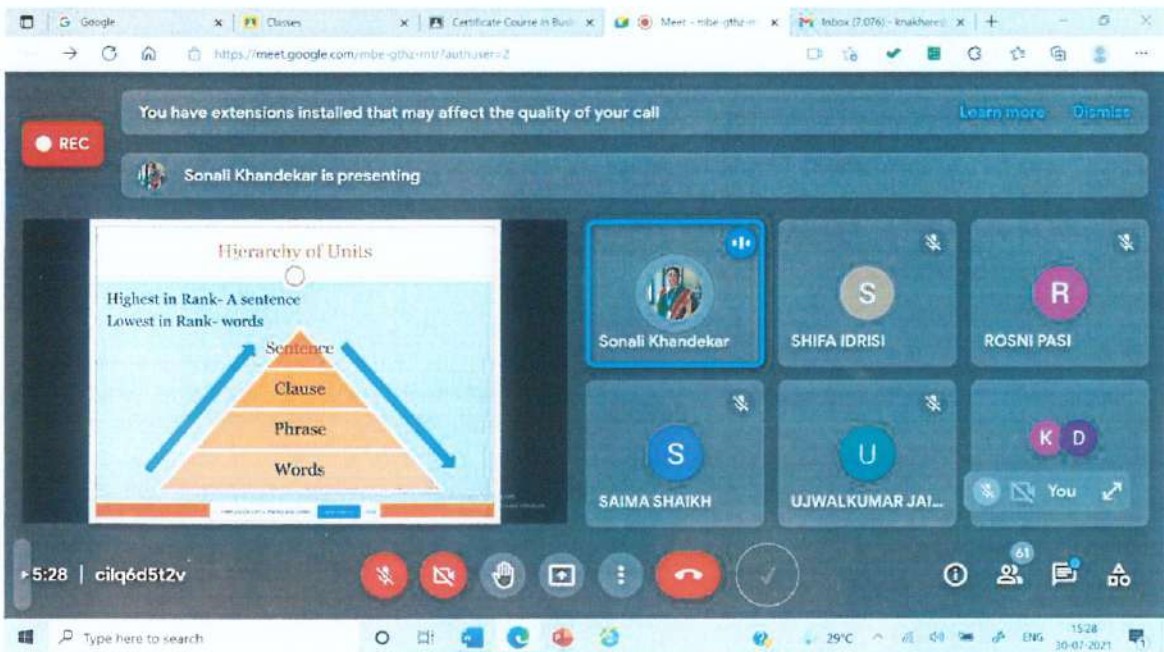 Google
Classes
Certificate Course in Busi
Meet - mbe-gthz-m
Inbox (7,076) - knakhare
https://meet.google.com/mbe-gthz-mtr?authuser=2
You have extensions installed that may affect the quality of your call
Learn more Dismiss
REC
Sonali Khandekar is presenting
Hierarchy of Units
Highest in Rank- A sentence
Lowest in Rank- words
Sentence
Clause
Phrase
Words
Sonali Khandekar
S
SHIFA IDRISI
R
ROSNI PASI
S
SAIMA SHAIKH
U
UJWALKUMAR JAI...
K D
You
5:28 | cilq6d5t2v
61
Type here to search
29°C
ENG
15:28
30-07-2021